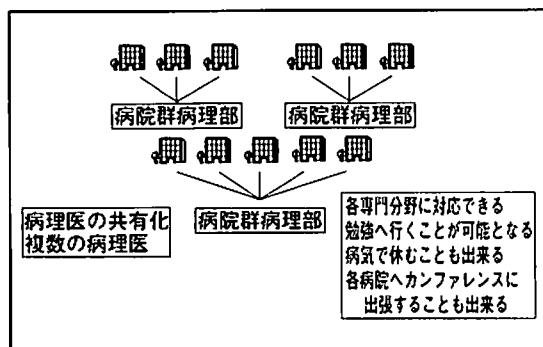 病院群病理部
病院群病理部
病理医の共有化
複数の病理医
病院群病理部
各専門分野に対応できる
勉強へ行くことが可能となる
病気で休むことも出来る
各病院へカンファレンスに
出張することも出来る